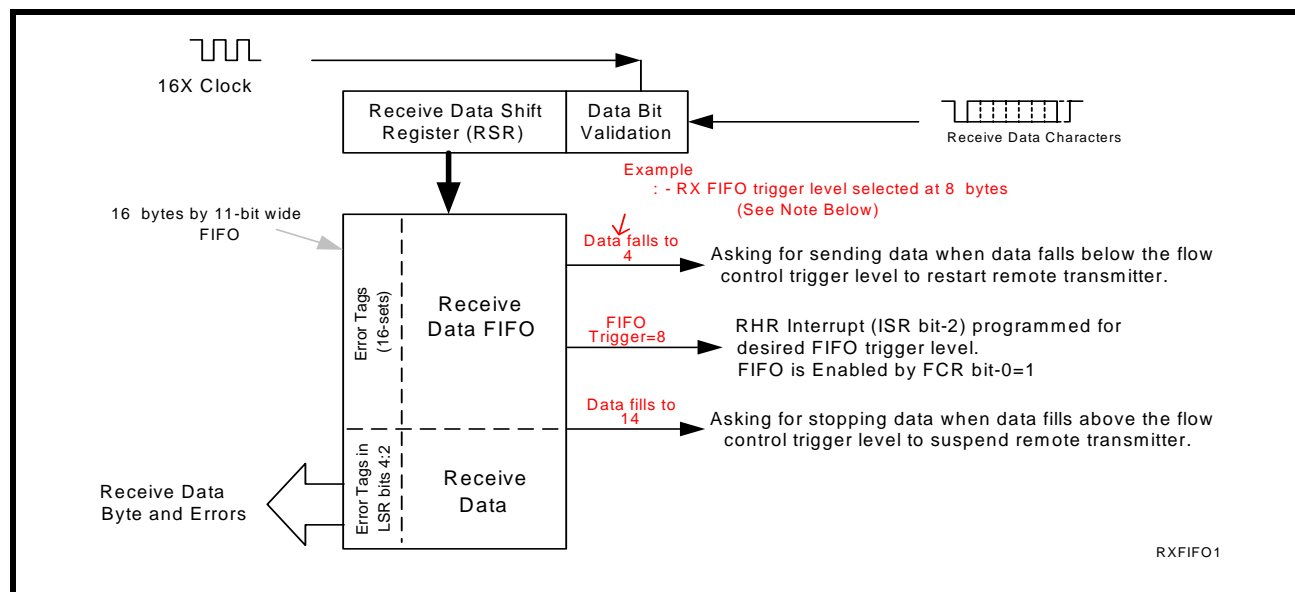 16X Clock
Receive Data Shift
Register (RSR)
Data Bit
Validation
Receive Data Characters
Example
: - RX FIFO trigger level selected at 8 bytes
(See Note Below)
16 bytes by 11-bit wide
FIFO
Data falls to
4
Asking for sending data when data falls below the flow
control trigger level to restart remote transmitter.
Error Tags
(16-sets)
Receive
Data FIFO
FIFO
Trigger=8
RHR Interrupt (ISR bit-2) programmed for
desired FIFO trigger level.
FIFO is Enabled by FCR bit-0=1
Data fills to
14
Asking for stopping data when data fills above the flow
control trigger level to suspend remote transmitter.
Error Tags in
LSR bits 4:2
Receive
Data
Receive Data
Byte and Errors
RXFIFO1